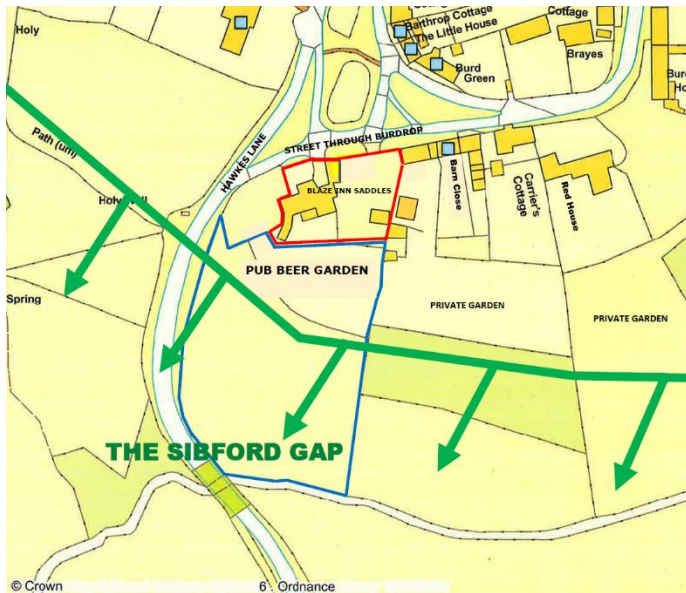 Holy
Barthrop Cottage
The Little House
Cottage
Burd
Green
Brayes
Path (um)
HAWKES LANE
STREET THROUGH BURDROP
BLAZE INN SADDLES
Barn Close
Carrier's
Cottage
Red House
PUB BEER GARDEN
Spring
PRIVATE GARDEN
PRIVATE GARDEN
THE SIBFORD GAP
© Crown
6 . Ordnance